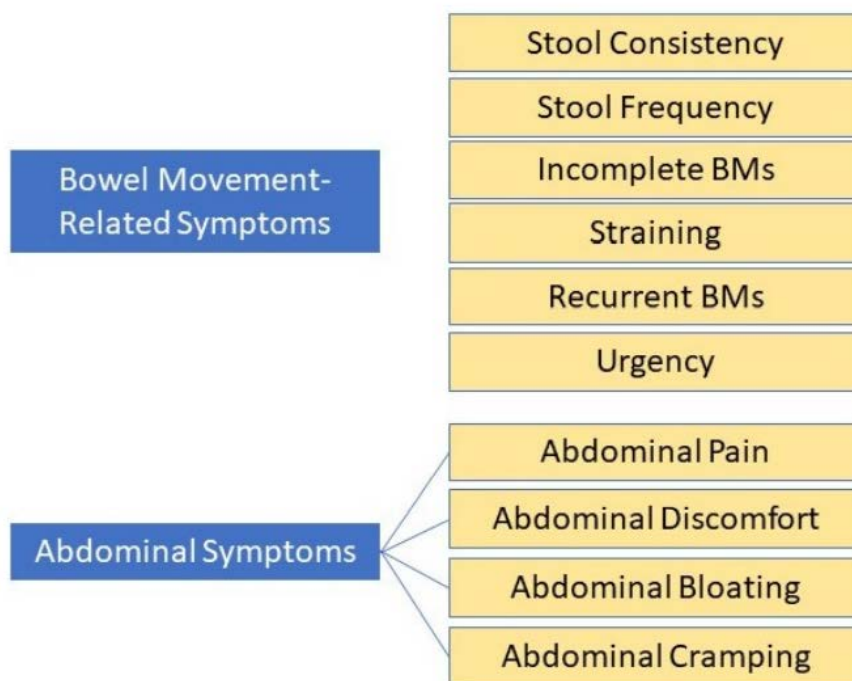 Stool Consistency
Stool Frequency
Bowel Movement-
Related Symptoms
Incomplete BMs
Straining
Recurrent BMs
Urgency
Abdominal Pain
Abdominal Discomfort
Abdominal Symptoms
Abdominal Bloating
Abdominal Cramping